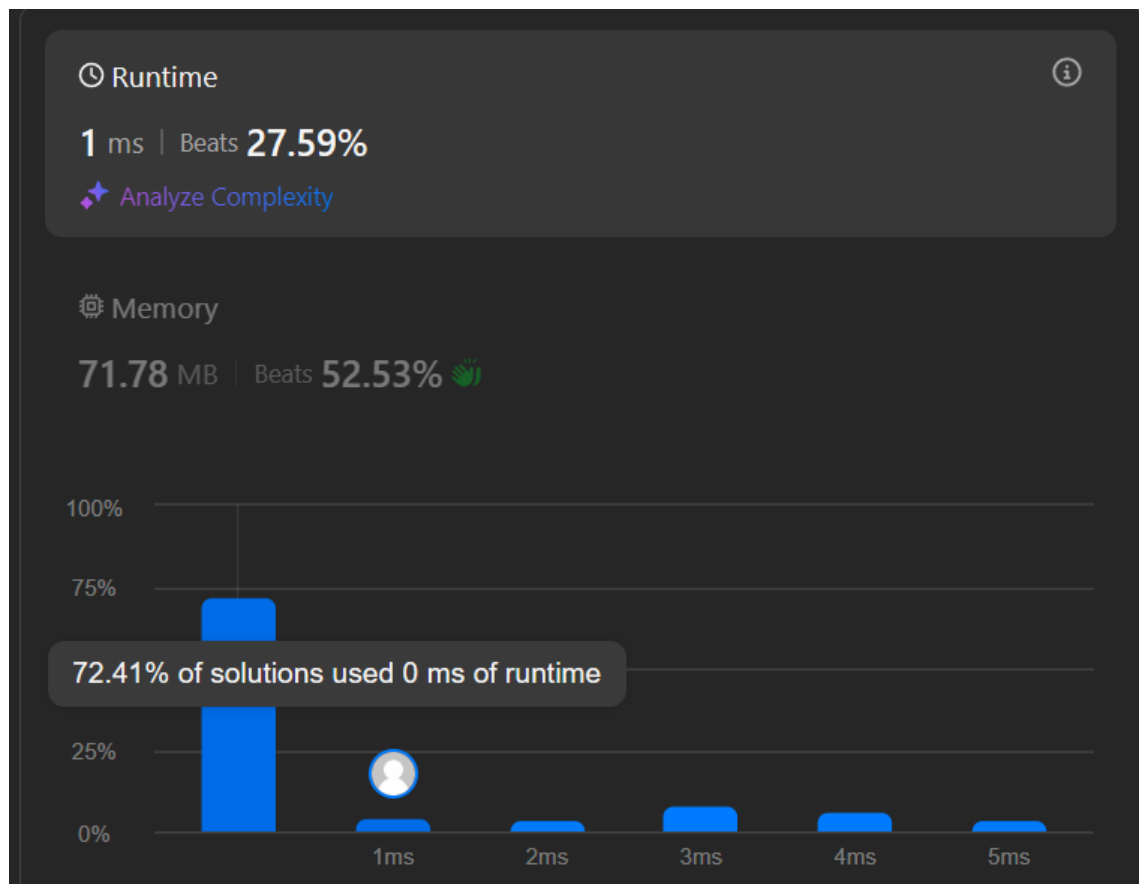 Runtime
1 ms | Beats 27.59%
Analyze Complexity
Memory
71.78 MB | Beats 52.53%
100%
75%
72.41% of solutions used 0 ms of runtime
25%
0%
1ms 2ms 3ms 4ms 5ms